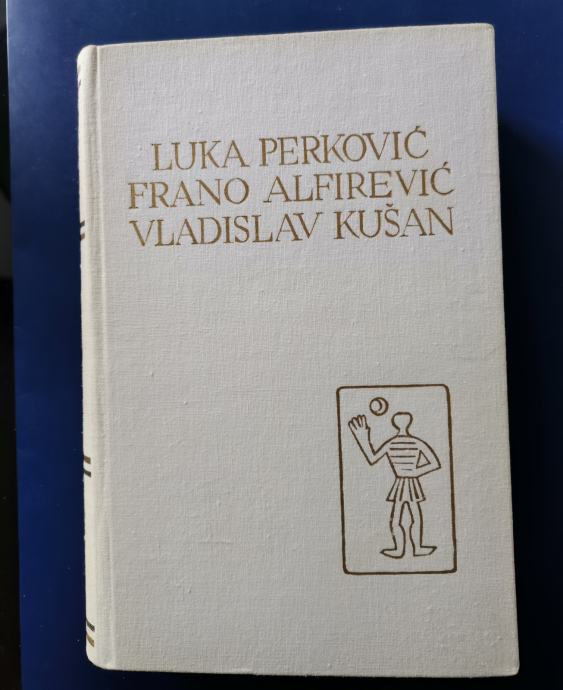 LUKA PERKOVIĆ
FRANO ALFIREVIĆ
VLADISLAV KUŠAN